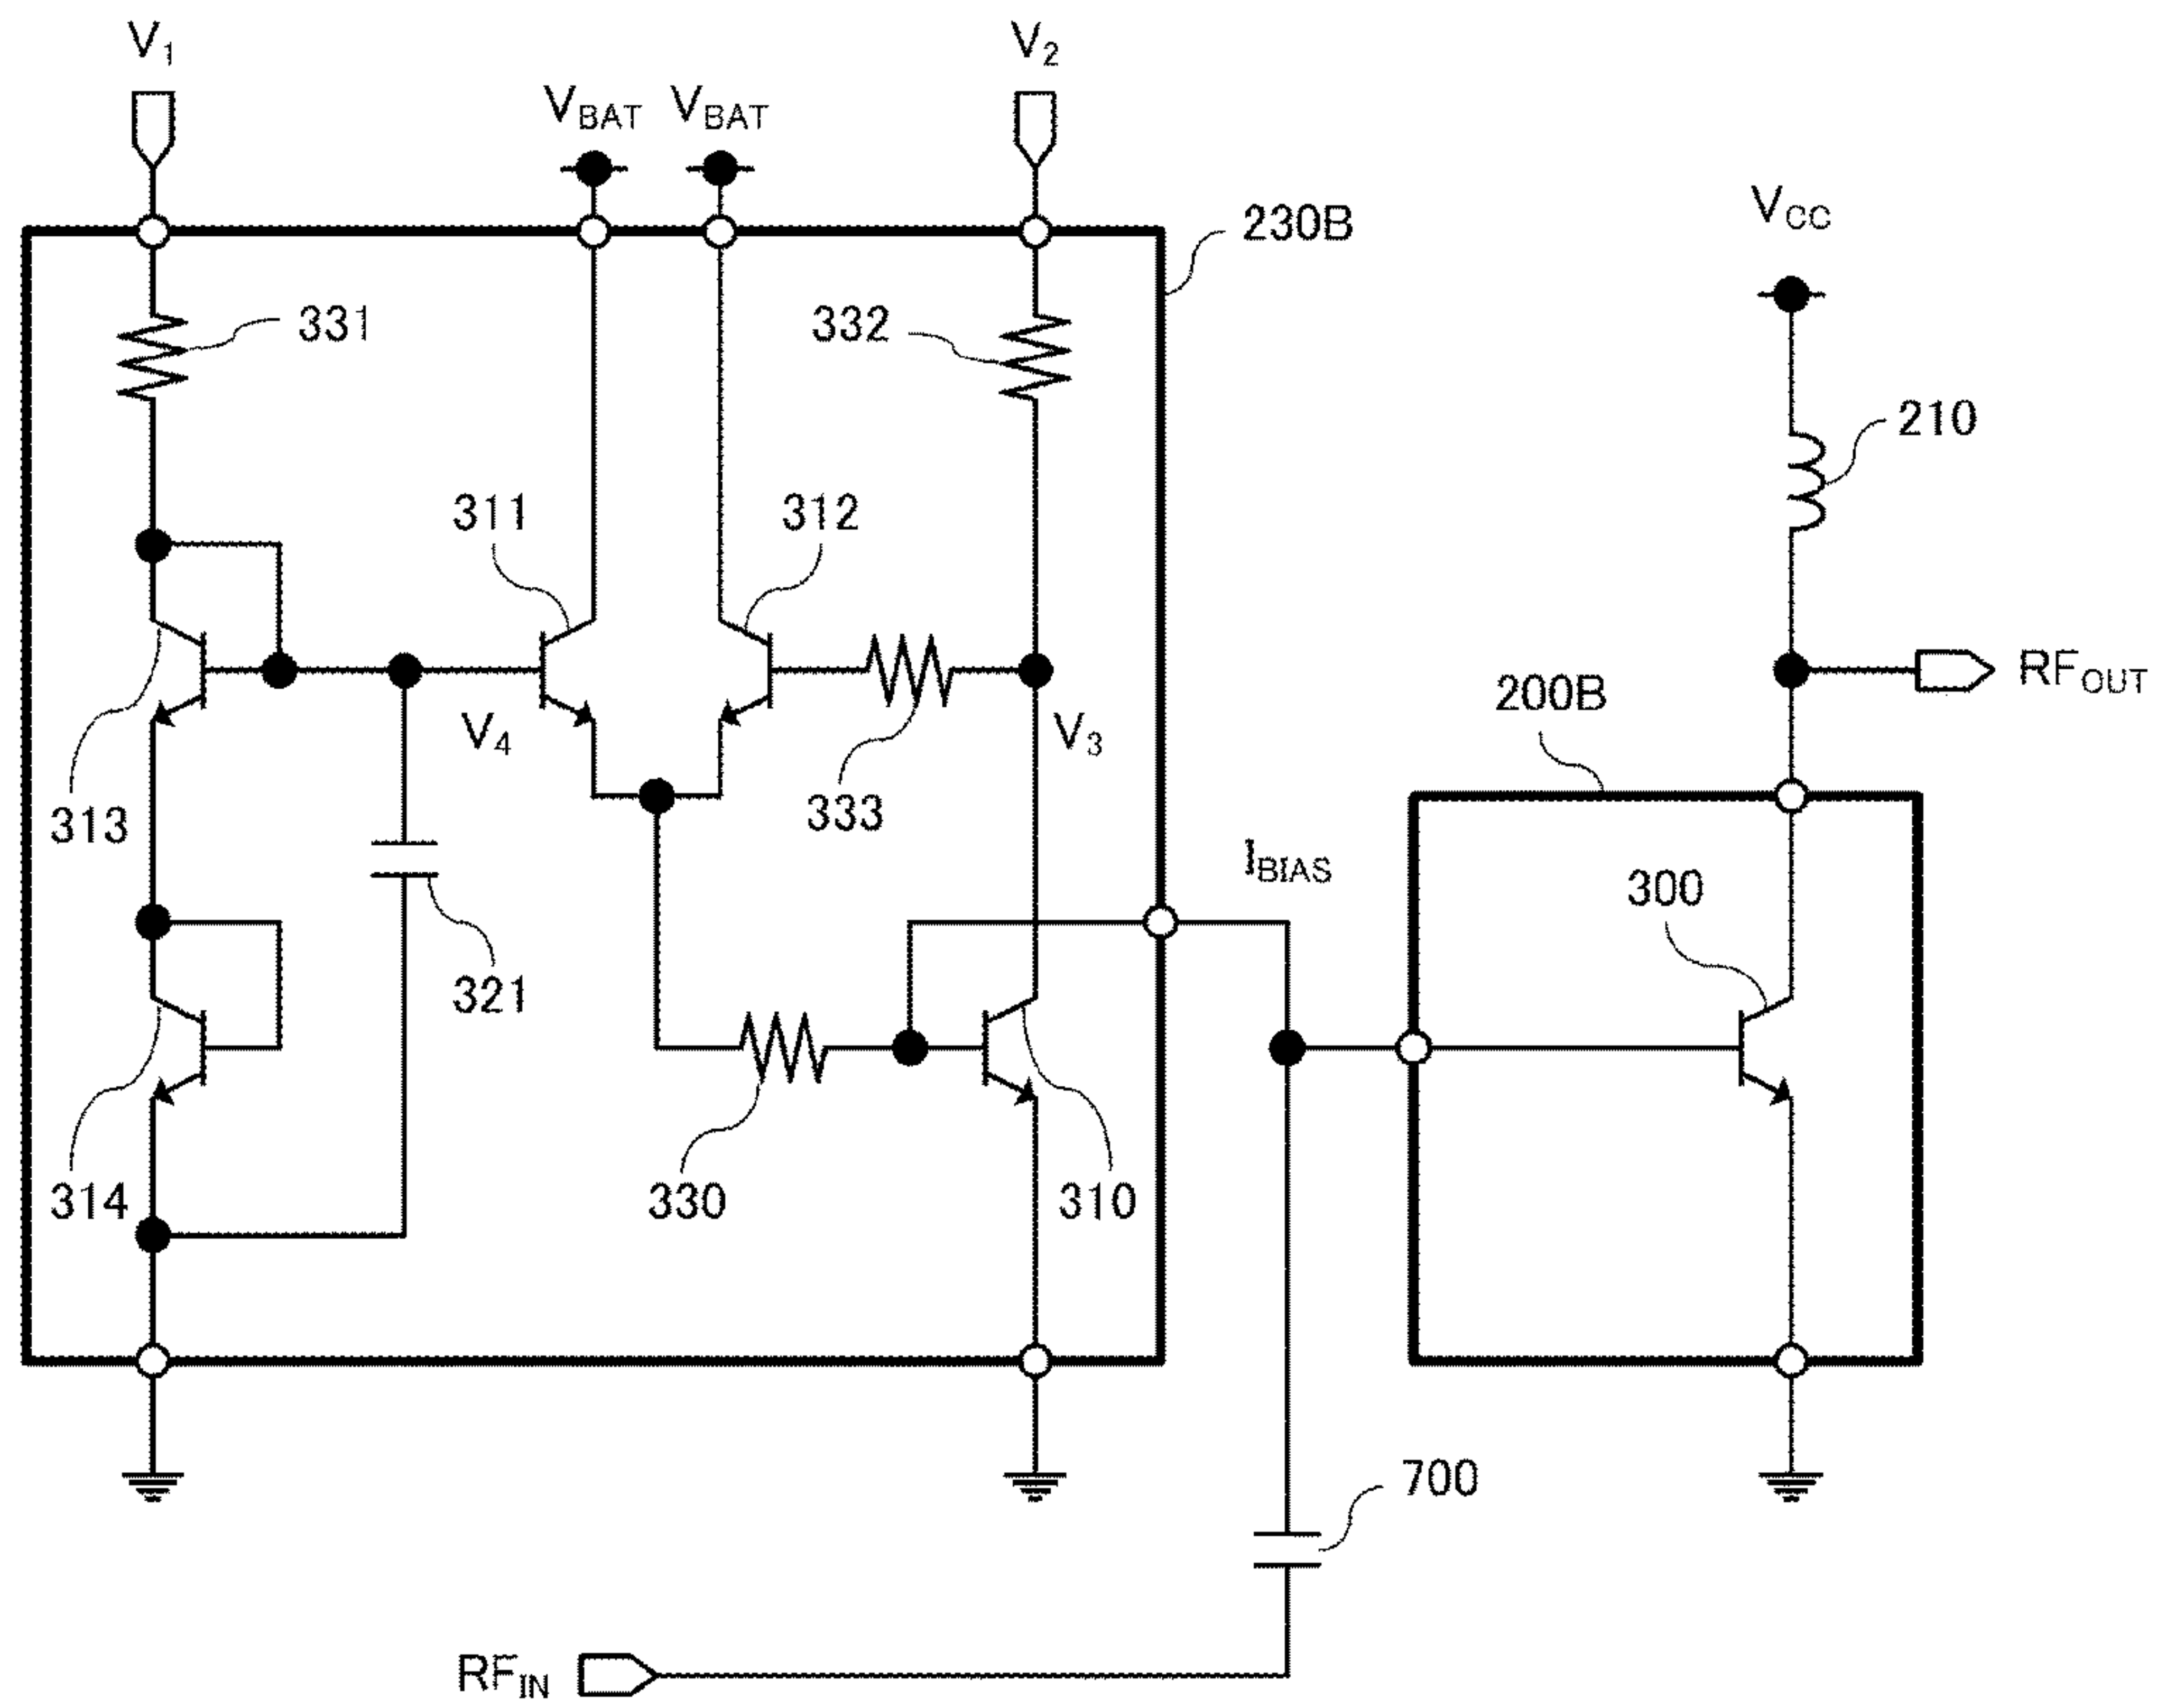 V1
V2
VBAT
VBAT
230B
VCC
331
332
210
311
312
RFOUT
200B
V4
V3
313
333
IBIAS
300
321
314
330
310
700
RFIN